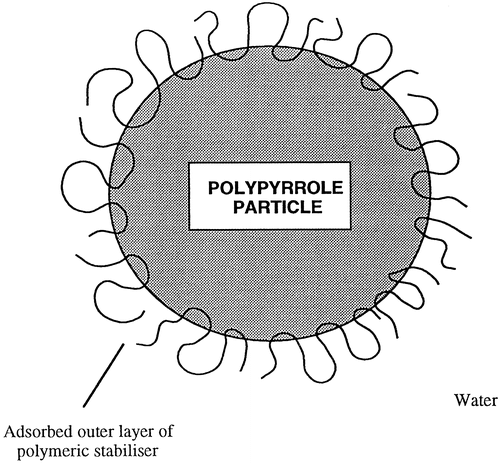 POLYPYRROLE
PARTICLE
Water
Adsorbed outer layer of
polymeric stabiliser